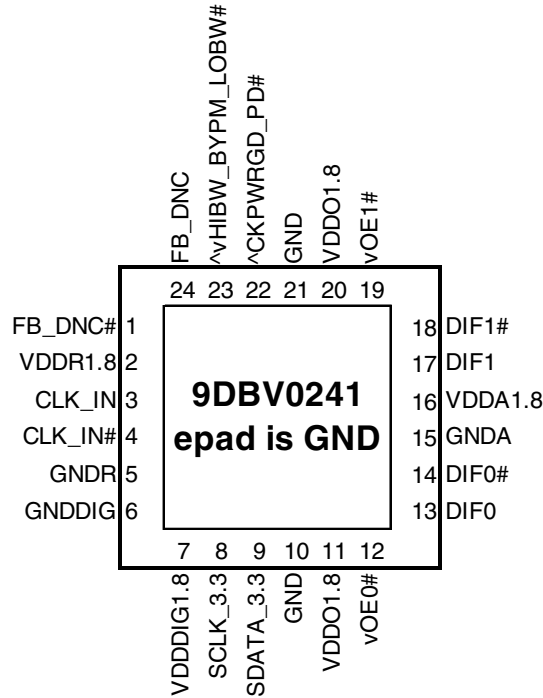 ^vHIBW_BYPM_LOBW#
^CKPWRGD_PD#
FB_DNC
GND
VDDO1.8
vOE1#
24 23 22 21 20 19
FB_DNC# 1
VDDR1.8 2
CLK_IN 3
CLK_IN# 4
GNDR 5
GNDDIG 6
9DBV0241
epad is GND
18 DIF1#
17 DIF1
16 VDDA1.8
15 GNDA
14 DIF0#
13 DIF0
7 8 9 10 11 12
VDDDIG1.8
SCLK_3.3
SDATA_3.3
GND
VDDO1.8
vOE0#